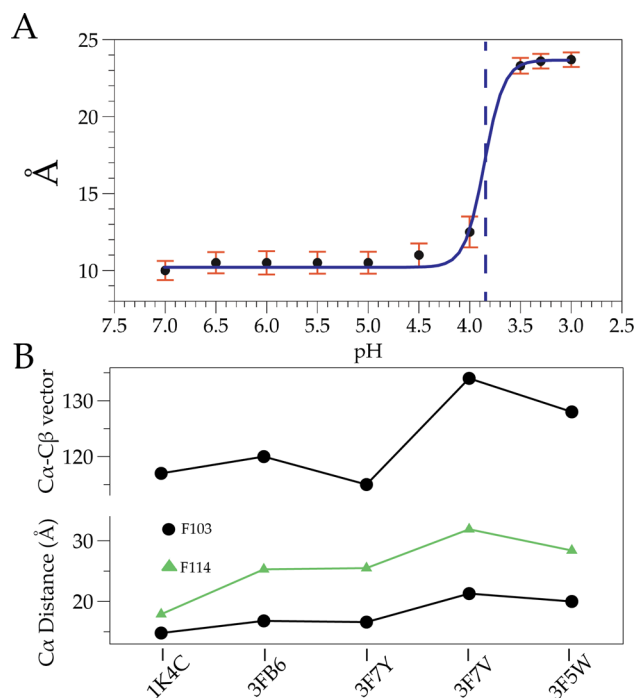 A
25
20
15
10
Å
7.5 7.0 6.5 6.0 5.5 5.0 4.5 4.0 3.5 3.0 2.5
pH
B
130
120
Cα-Cβ vector
F103
F114
30
20
Cα Distance (Å)
1K4C 3FB6 3F7Y 3F7V 3F5W